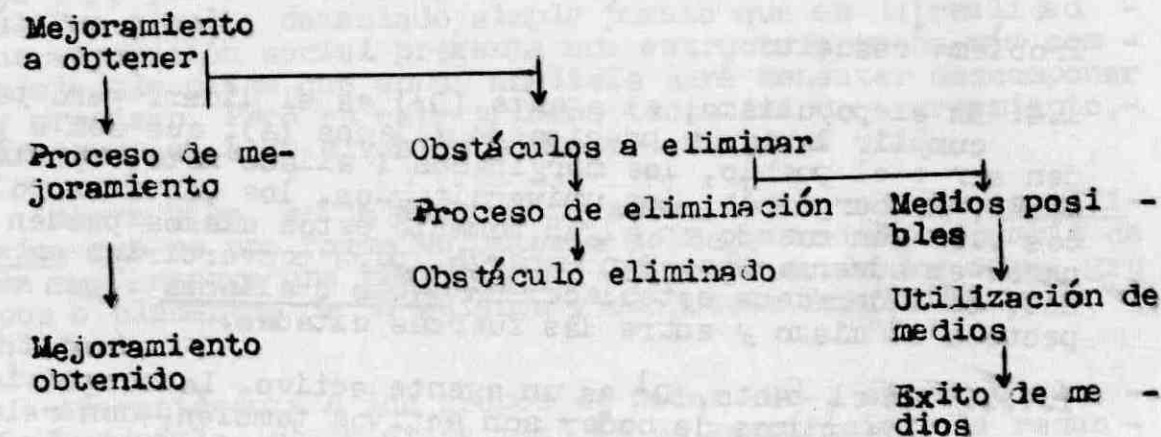 Mejoramiento
a obtener
Proceso de me-
joramiento
Mejoramiento
obtenido
Obstáculos a eliminar
Proceso de eliminación
Obstáculo eliminado
Medios posi -
bles
Utilización de
medios
Exito de me -
dios